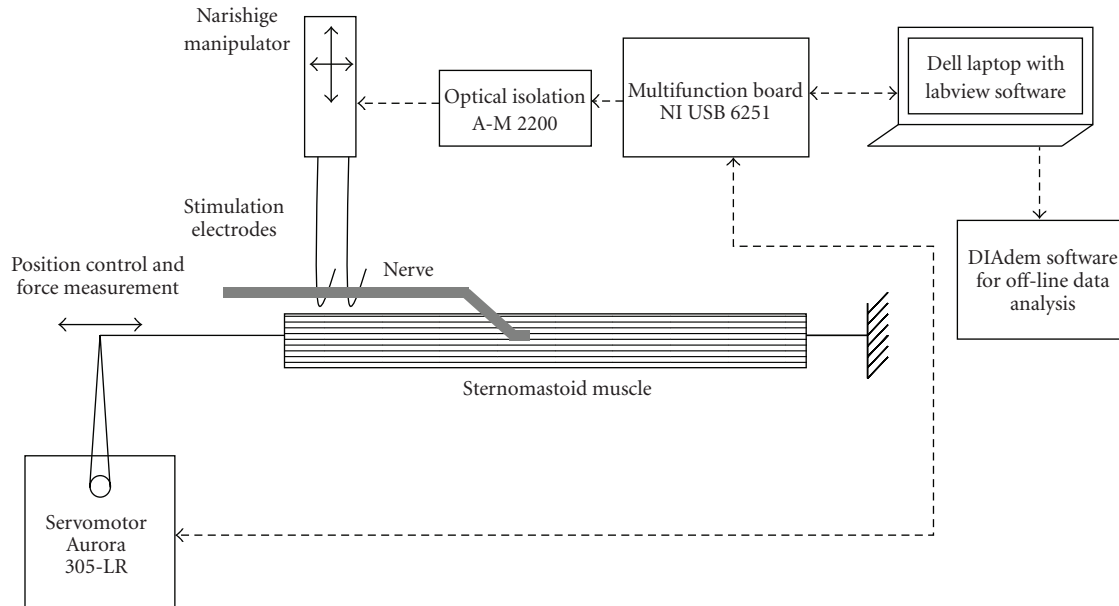 Narishige
manipulator
Optical isolation
A-M 2200
Multifunction board
NI USB 6251
Dell laptop with
labview software
Stimulation
electrodes
Position control and
force measurement
Nerve
DIAdem software
for off-line data
analysis
Sternomastoid muscle
Servomotor
Aurora
305-LR